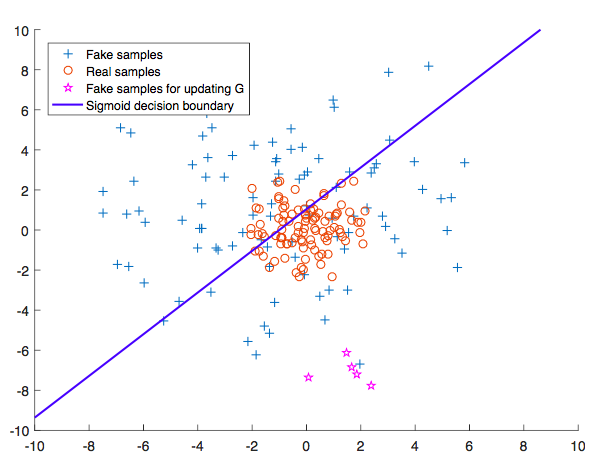 10
8
6
4
2
0
-2
-4
-6
-8
-10
Fake samples
Real samples
Fake samples for updating G
Sigmoid decision boundary
-10 -8 -6 -4 -2 0 2 4 6 8 10